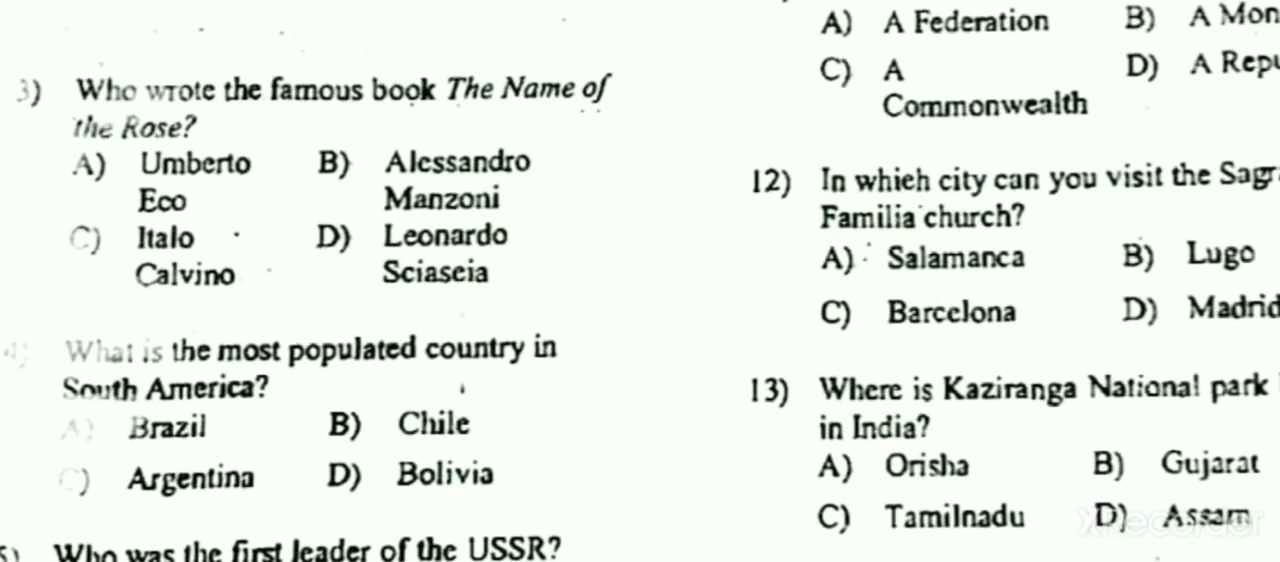 3) Who wrote the famous book The Name of
the Rose?
A) Umberto Eco B) Alessandro Manzoni
C) Italo Calvino D) Leonardo Sciascia
4) What is the most populated country in
South America?
A) Brazil B) Chile
C) Argentina D) Bolivia
5) Who was the first leader of the USSR?
A) A Federation B) A Mon
C) A Commonwealth D) A Repu
12) In which city can you visit the Sagr
Familia church?
A) Salamanca B) Lugo
C) Barcelona D) Madrid
13) Where is Kaziranga National park
in India?
A) Orisha B) Gujarat
C) Tamilnadu D) Assam
XRecorder